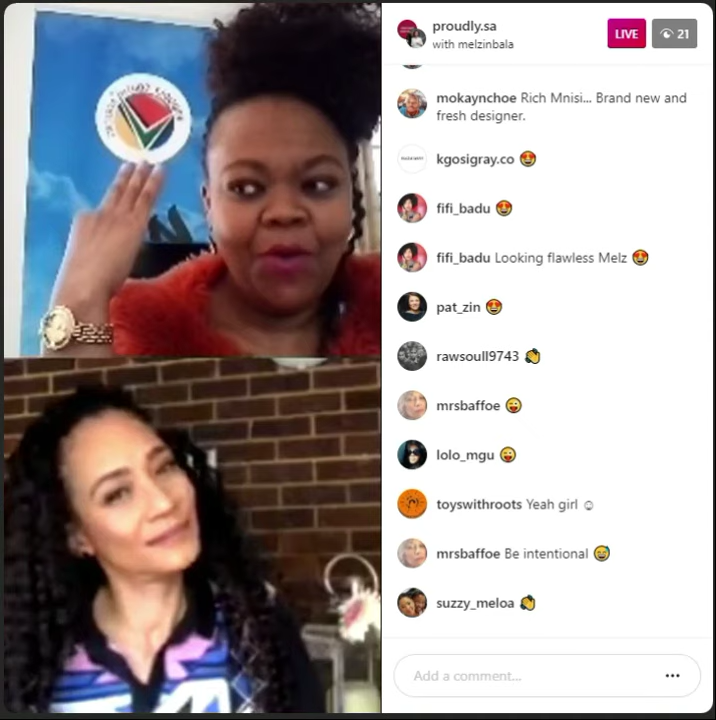 proudly.sa
with melzinbala
LIVE
21
mokaynchoe Rich Mnisi... Brand new and
fresh designer.
kgosigray.co 😍
fifi_badu 😍
fifi_badu Looking flawless Melz 😍
pat_zin 😍
rawsoull9743 👏
mrsbaffoe 😜
lolo_mgu 😜
toyswithroots Yeah girl ☺
mrsbaffoe Be intentional 😅
suzzy_meloa 👏
Add a comment...